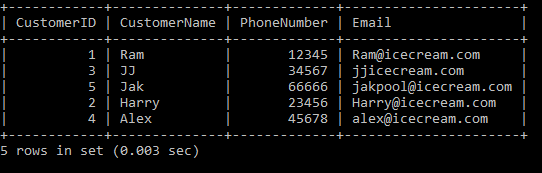 +------------+--------------+-------------+----------------------+
| CustomerID | CustomerName | PhoneNumber | Email                |
+------------+--------------+-------------+----------------------+
|          1 | Ram          |       12345 | Ram@icecream.com     |
|          3 | JJ           |       34567 | jjicecream.com       |
|          5 | Jak          |       66666 | jakpool@icecream.com |
|          2 | Harry        |       23456 | Harry@icecream.com   |
|          4 | Alex         |       45678 | alex@icecream.com    |
+------------+--------------+-------------+----------------------+
5 rows in set (0.003 sec)